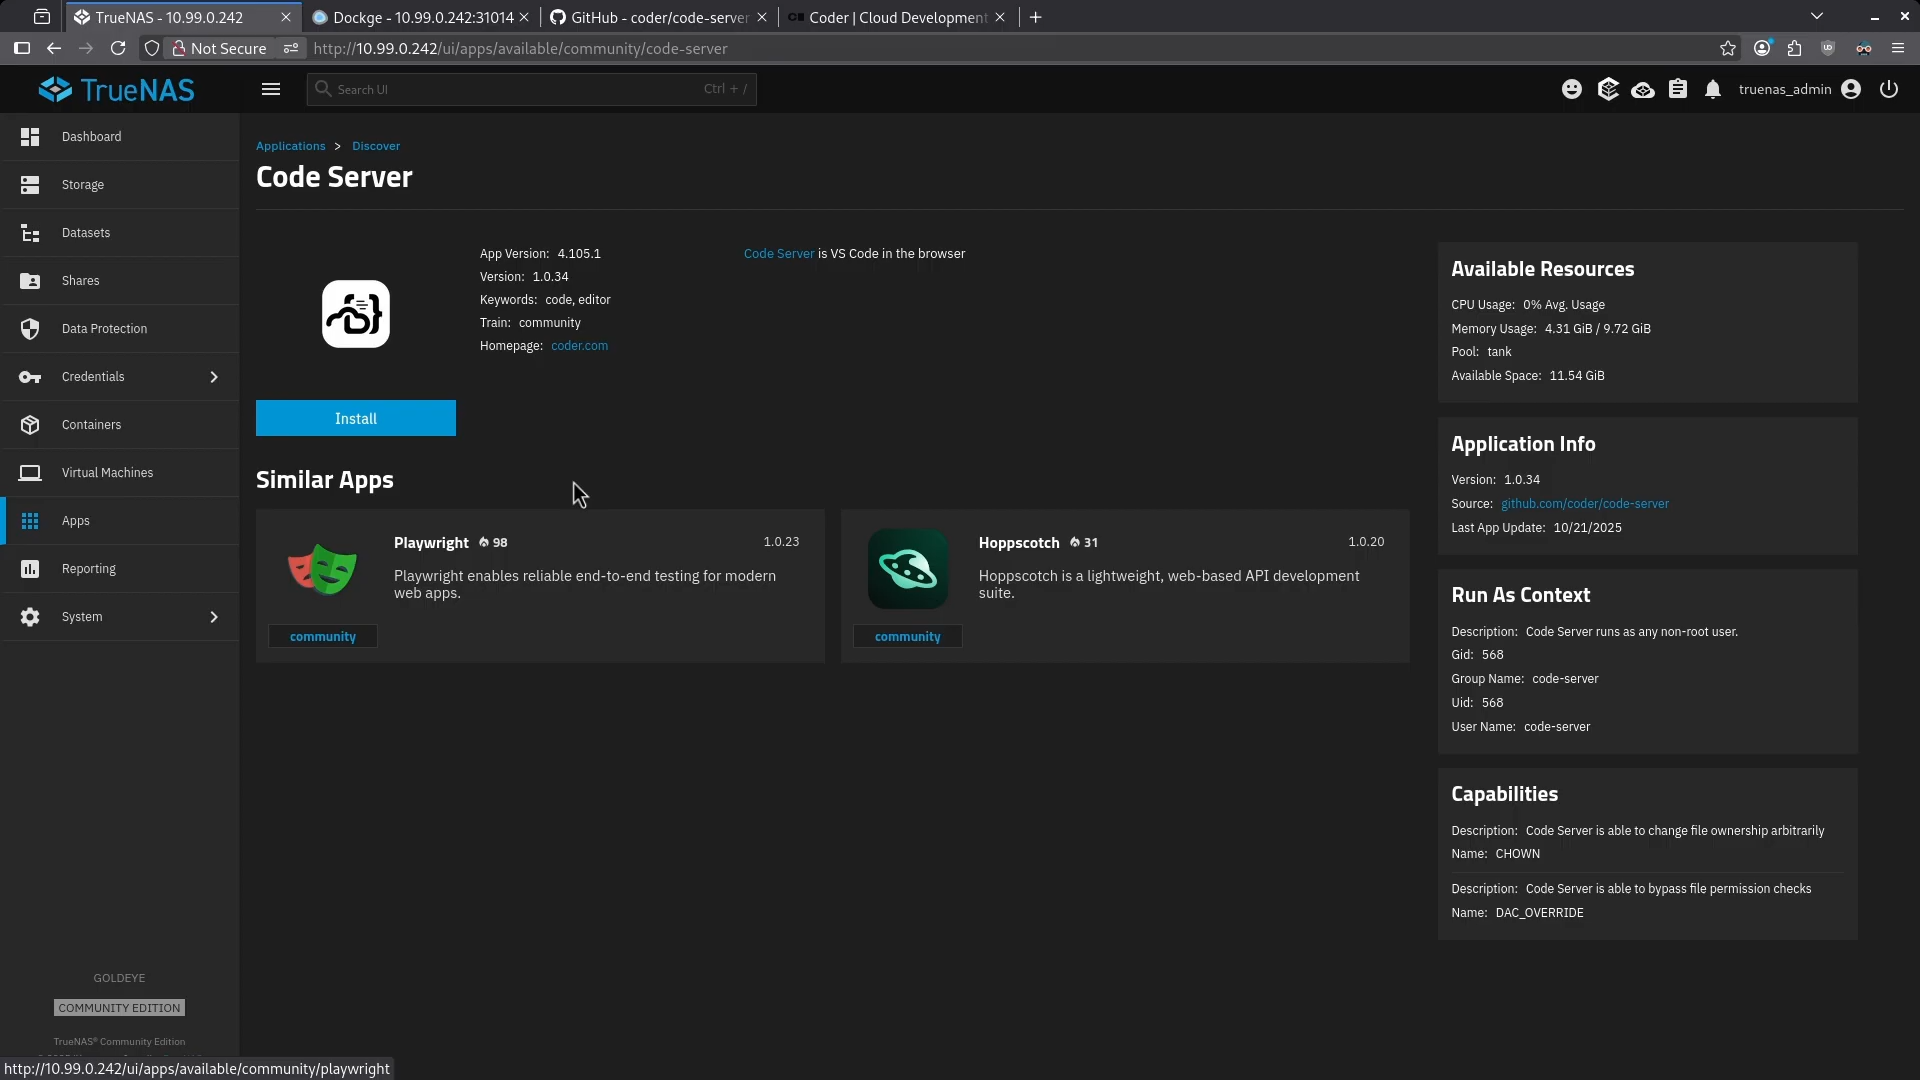 TrueNAS - 10.99.0.242
Dockge - 10.99.0.242:31014
GitHub - coder/code-server
Coder | Cloud Development
Not Secure
http://10.99.0.242/ui/apps/available/community/code-server
TrueNAS
Search UI
Ctrl + /
truenas_admin
Dashboard
Storage
Datasets
Shares
Data Protection
Credentials
Containers
Virtual Machines
Apps
Reporting
System
GOLDEYE
COMMUNITY EDITION
TrueNAS® Community Edition
Applications > Discover
Code Server
App Version: 4.105.1
Version: 1.0.34
Keywords: code, editor
Train: community
Homepage: coder.com
Code Server is VS Code in the browser
Install
Similar Apps
Playwright 98
1.0.23
Playwright enables reliable end-to-end testing for modern
web apps.
community
Hoppscotch 31
1.0.20
Hoppscotch is a lightweight, web-based API development
suite.
community
Available Resources
CPU Usage: 0% Avg. Usage
Memory Usage: 4.31 GiB / 9.72 GiB
Pool: tank
Available Space: 11.54 GiB
Application Info
Version: 1.0.34
Source: github.com/coder/code-server
Last App Update: 10/21/2025
Run As Context
Description: Code Server runs as any non-root user.
Gid: 568
Group Name: code-server
Uid: 568
User Name: code-server
Capabilities
Description: Code Server is able to change file ownership arbitrarily
Name: CHOWN
Description: Code Server is able to bypass file permission checks
Name: DAC_OVERRIDE
http://10.99.0.242/ui/apps/available/community/playwright